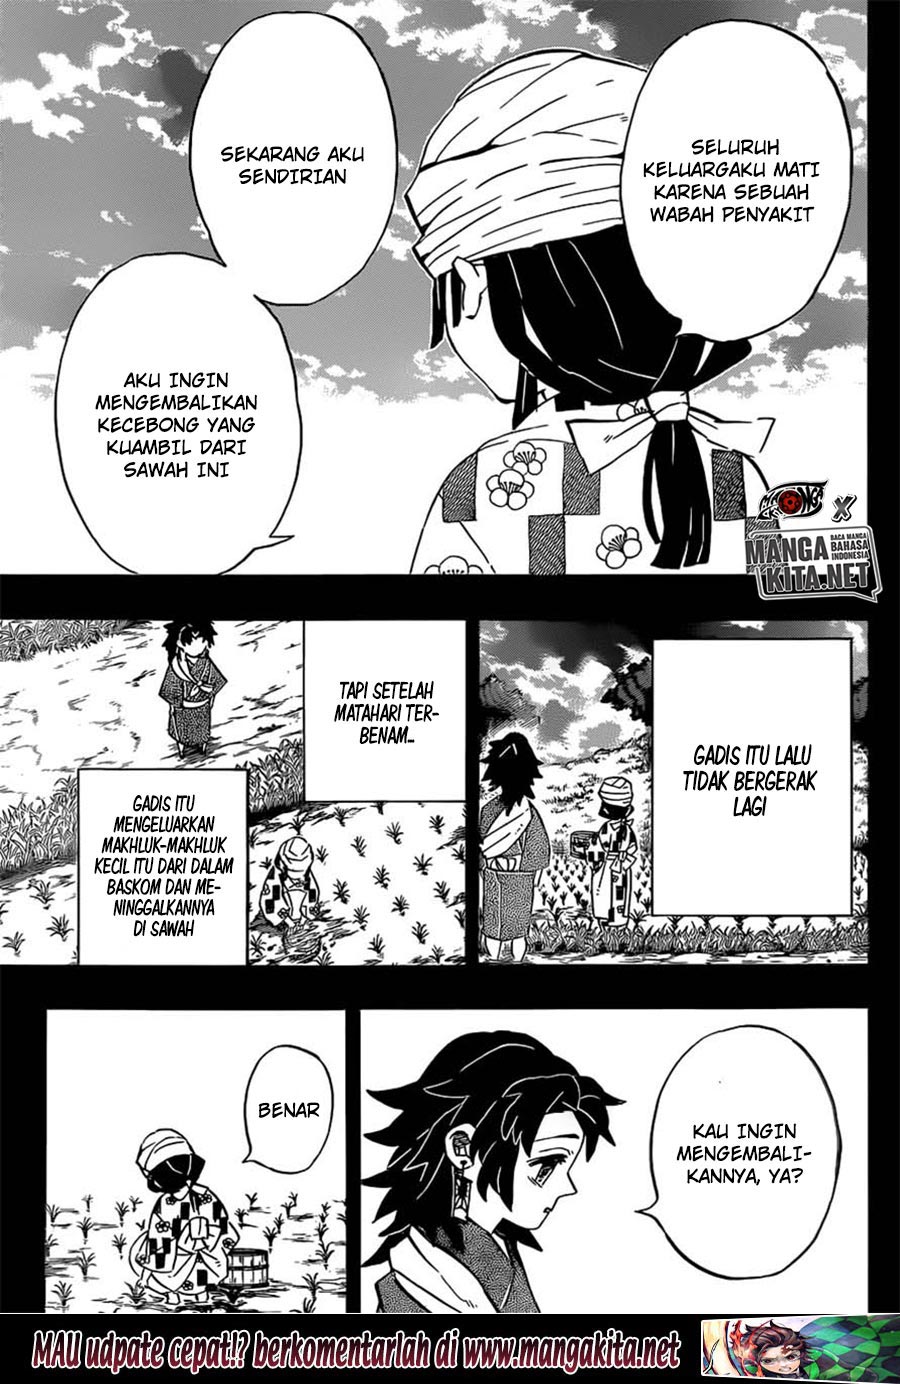 SELURUH
KELUARGAKU MATI
KARENA SEBUAH
WABAH PENYAKIT
SEKARANG AKU
SENDIRIAN
AKU INGIN
MENGEMBALIKAN
KECEBONG YANG
KUAMBIL DARI
SAWAH INI
X
MANGA
KITA.NET
BACA MANGA
BAHASA
INDONESIA
GADIS ITU LALU
TIDAK BERGERAK
LAGI
TAPI SETELAH
MATAHARI TER-
BENAM...
GADIS ITU
MENGELUARKAN
MAKHLUK-MAKHLUK
KECIL ITU DARI DALAM
BASKOM DAN ME-
NINGGALKANNYA
DI SAWAH
KAU INGIN
MENGEMBALI-
KANNYA, YA?
BENAR
MAU udpate cepat!? berkomentarlah di www.mangakita.net